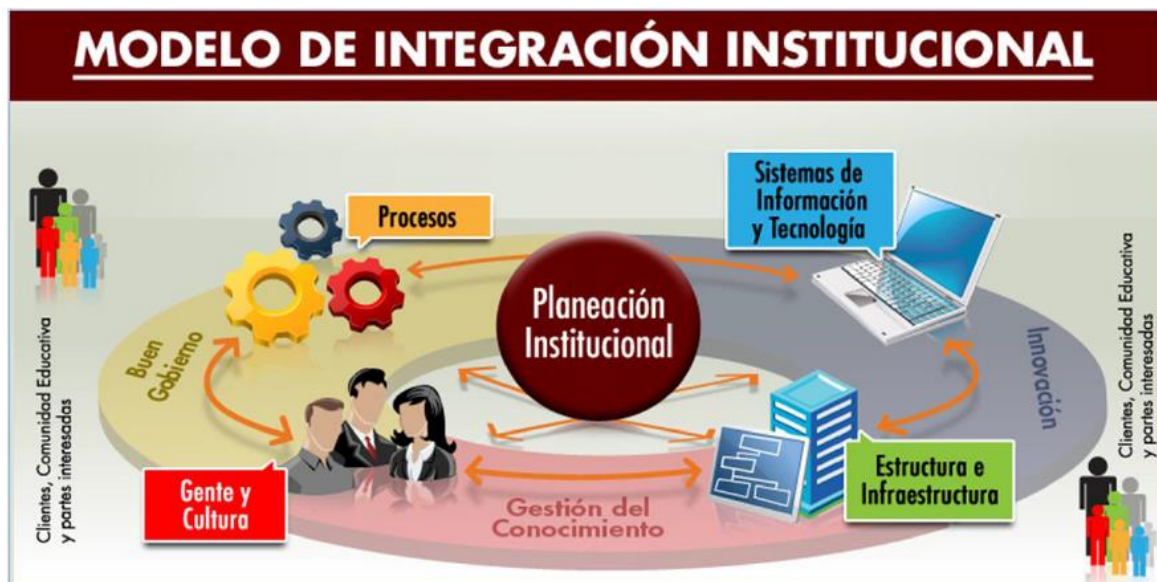 MODELO DE INTEGRACIÓN INSTITUCIONAL
Procesos
Sistemas de
Información
y Tecnología
Planeación
Institucional
Buen
Gobierno
Innovación
Gente y
Cultura
Gestión del
Conocimiento
Estructura e
Infraestructura
Clientes, Comunidad Educativa
y partes interesadas
Clientes, Comunidad Educativa
y partes interesadas